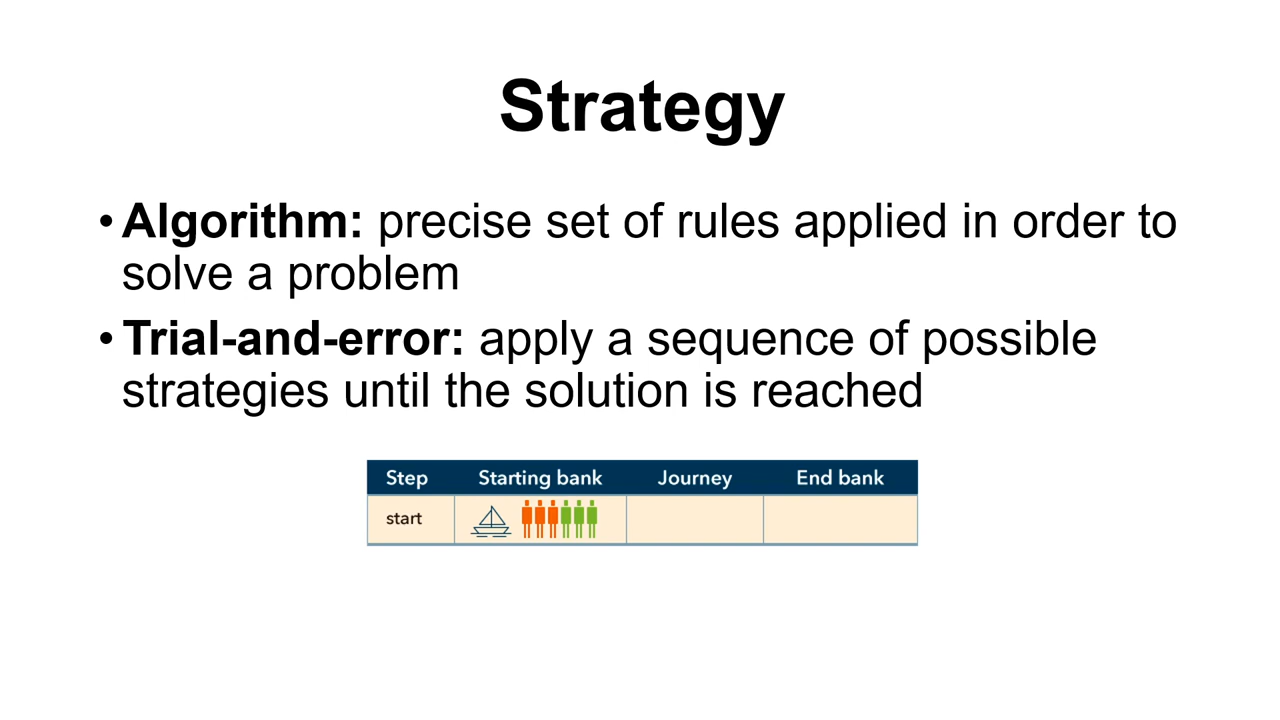 Strategy
•Algorithm: precise set of rules applied in order to
solve a problem
•Trial-and-error: apply a sequence of possible
strategies until the solution is reached
Step Starting bank Journey End bank
start